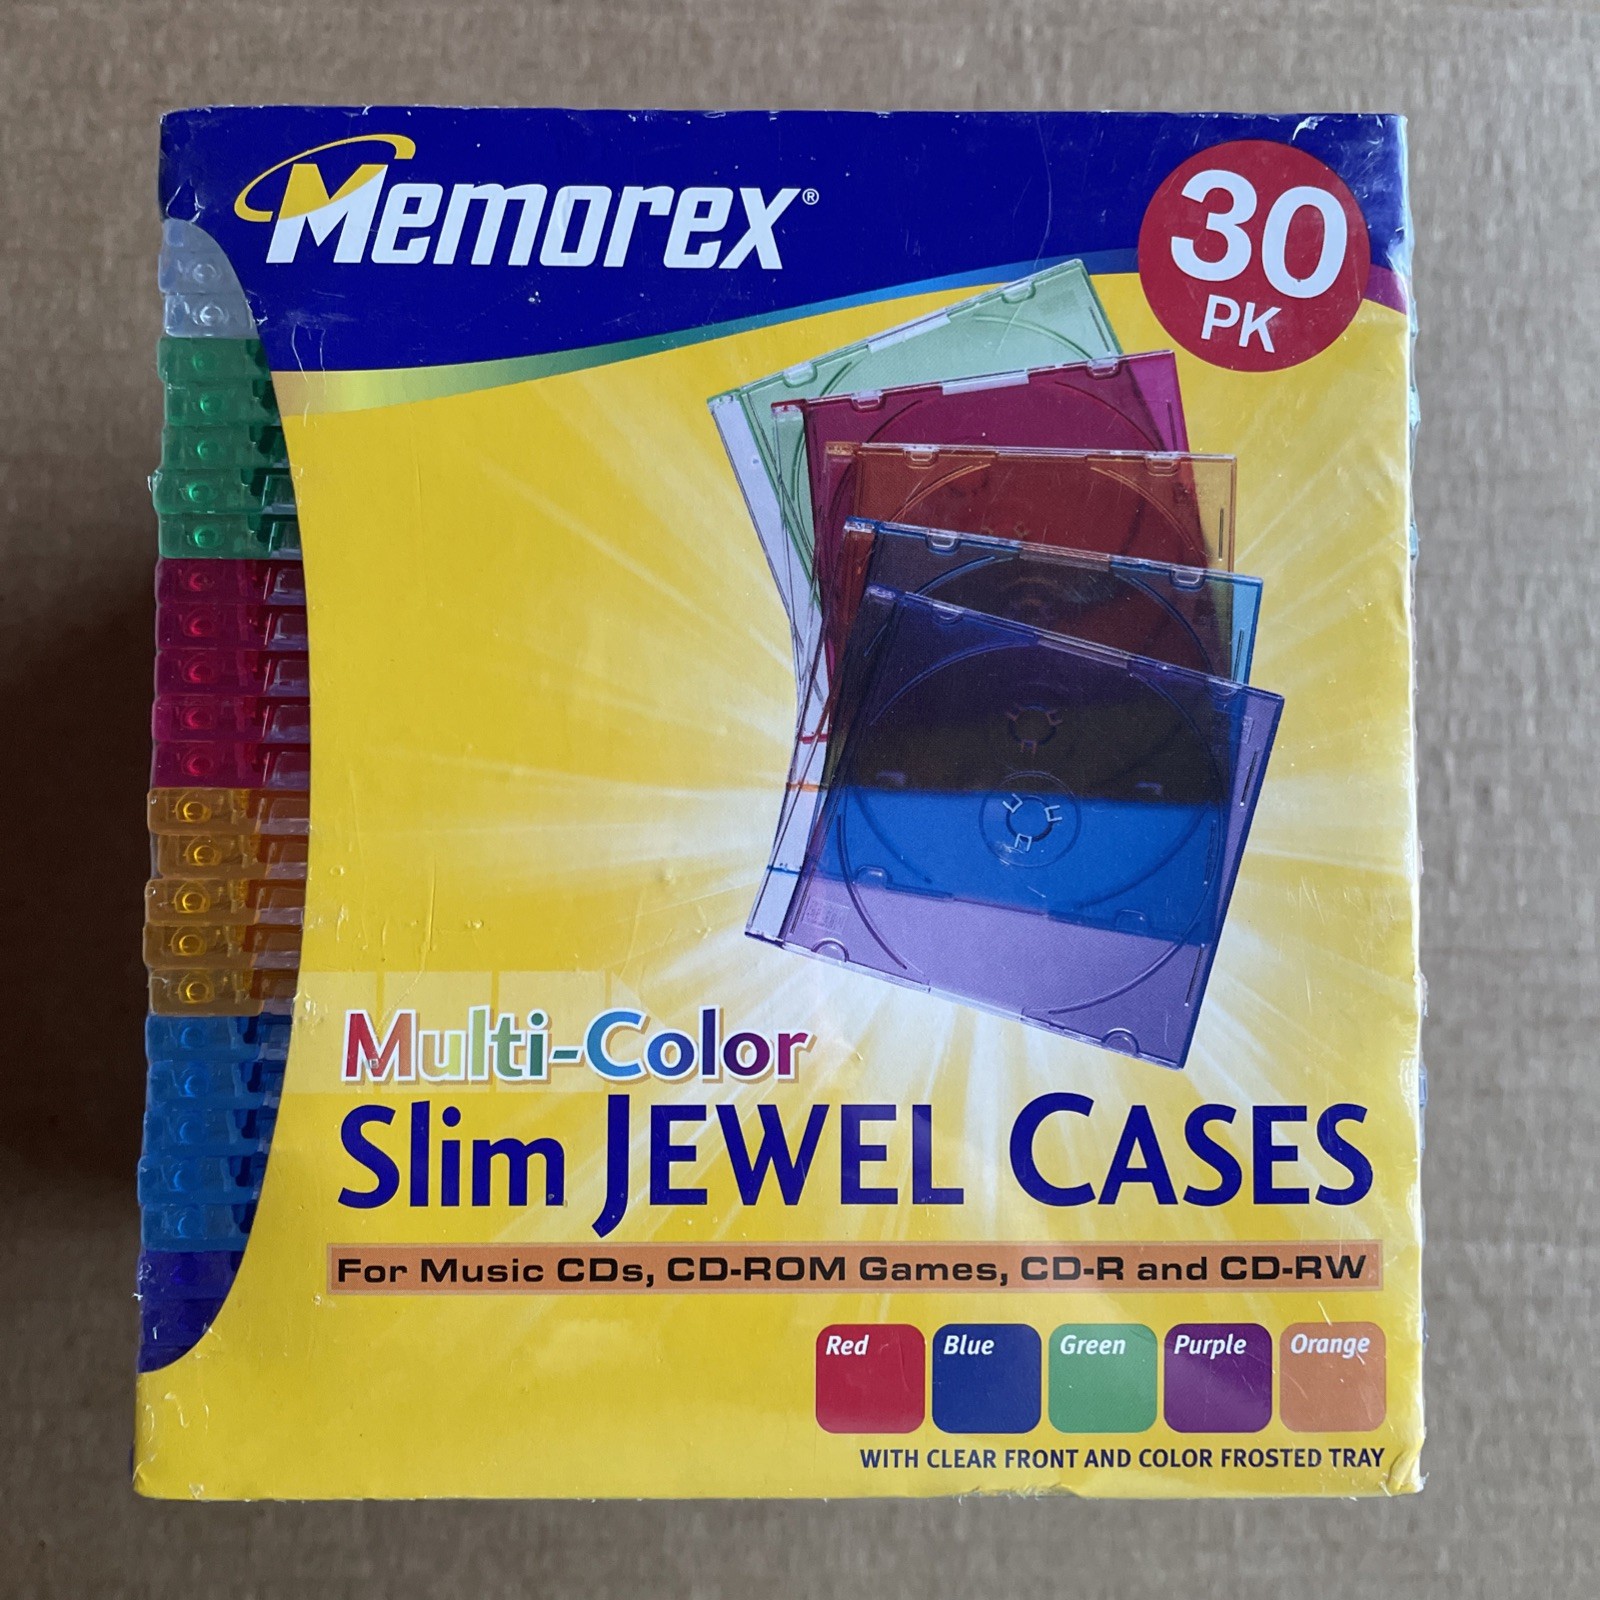 Memorex®
30
PK
Multi-Color
Slim JEWEL CASES
For Music CDs, CD-ROM Games, CD-R and CD-RW
Red Blue Green Purple Orange
WITH CLEAR FRONT AND COLOR FROSTED TRAY